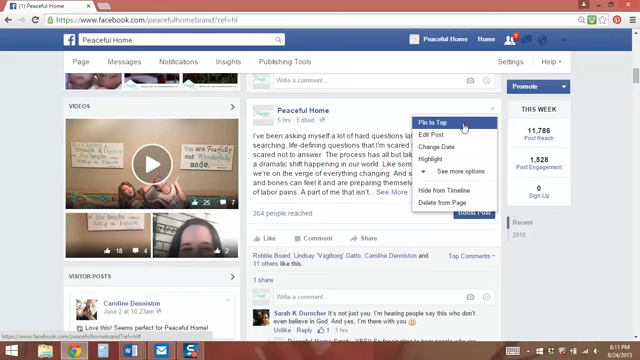 (1) Peaceful Home
https://www.facebook.com/peacefulhomebrand?ref=hl
Peaceful Home
Peaceful Home
Home
1
Page
Messages
Notifications
Insights
Publishing Tools
Settings
Help
Write a comment...
Promote
VIDEOS
25
7
18
4
2
VISITOR POSTS
Caroline Denniston
June 2 at 10:23am
Love this! Seems perfect for Peaceful
Peaceful Home
5 hrs · Edited
I've been asking myself a lot of hard questions
searching, life-defining questions that I'm scared
scared not to answer. The process has all but
a dramatic shift happening in our world. Like
we're on the verge of everything changing. And
and bones can feel it and are preparing themselves
of labor pains. A part of me that isn't... See More
264 people reached
Boost Post
Pin to Top
Edit Post
Change Date
Highlight
See more options
Hide from Timeline
Delete from Page
Like
Comment
Share
Robbie Board, Lindsay "Vagtborg" Gatto, Caroline Denniston and
11 others like this.
Top Comments
1 share
Write a comment...
Sarah K Durocher It's not just you. I'm hearing people say this who don't
even believe in God. And yes, I'm there with you
Unlike · Reply · 1 · 3 hrs
THIS WEEK
11,786
Post Reach
1,528
Post Engagement
0
Sign Up
Recent
2015
https://www.facebook.com/peacefulhomebrand?ref=hl#
6:11 PM
8/24/2015